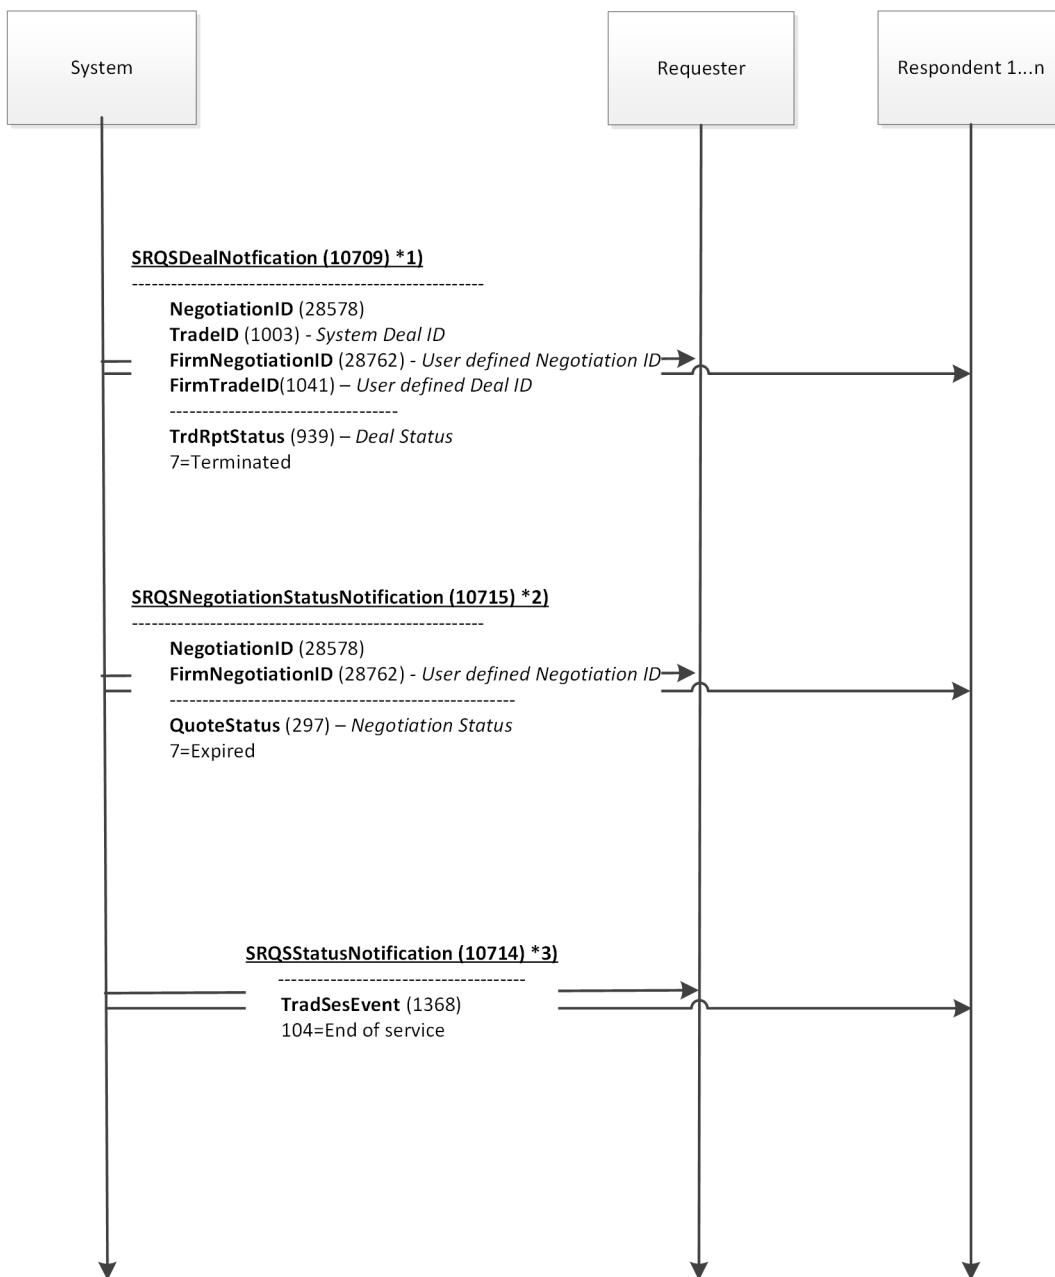 System
Requester
Respondent 1...n
SRQSDealNotfication (10709) *1)
------------------------------------------------------
NegotiationID (28578)
TradeID (1003) - System Deal ID
FirmNegotiationID (28762) - User defined Negotiation ID
FirmTradeID(1041) – User defined Deal ID
-----------------------------------
TrdRptStatus (939) – Deal Status
7=Terminated
SRQSNegotiationStatusNotification (10715) *2)
------------------------------------------------------
NegotiationID (28578)
FirmNegotiationID (28762) - User defined Negotiation ID
-----------------------------------------------------
QuoteStatus (297) – Negotiation Status
7=Expired
SRQSStatusNotification (10714) *3)
--------------------------------------
TradSesEvent (1368)
104=End of service